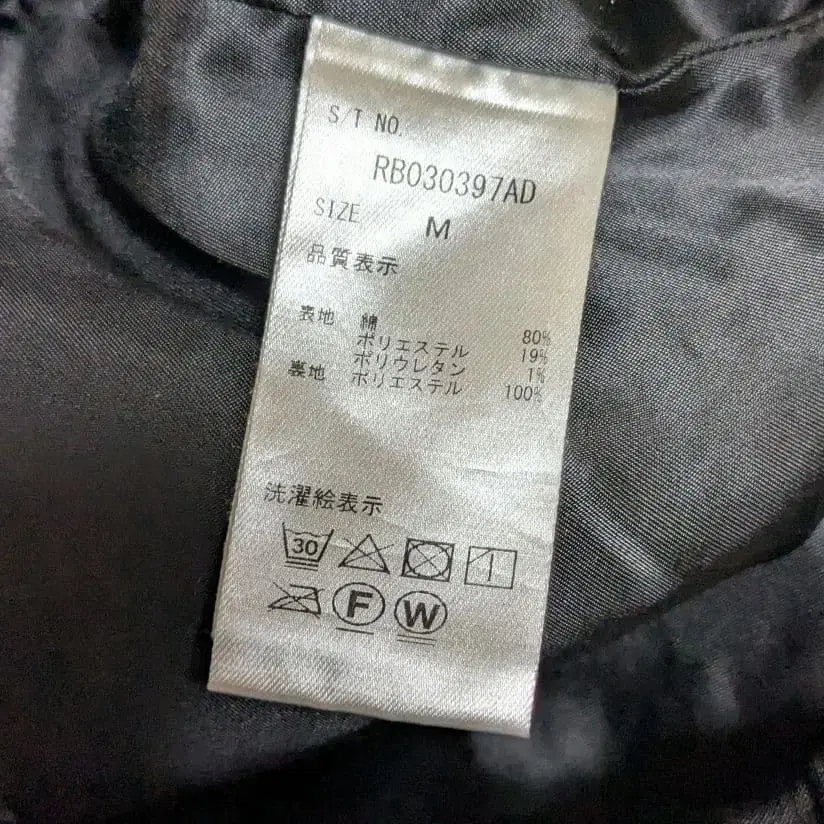 S/T NO.
RB030397AD
SIZE M
品質表示
表地 綿 80%
ポリエステル 19%
ポリウレタン 1%
裏地 ポリエステル 100%
洗濯絵表示
30
F W